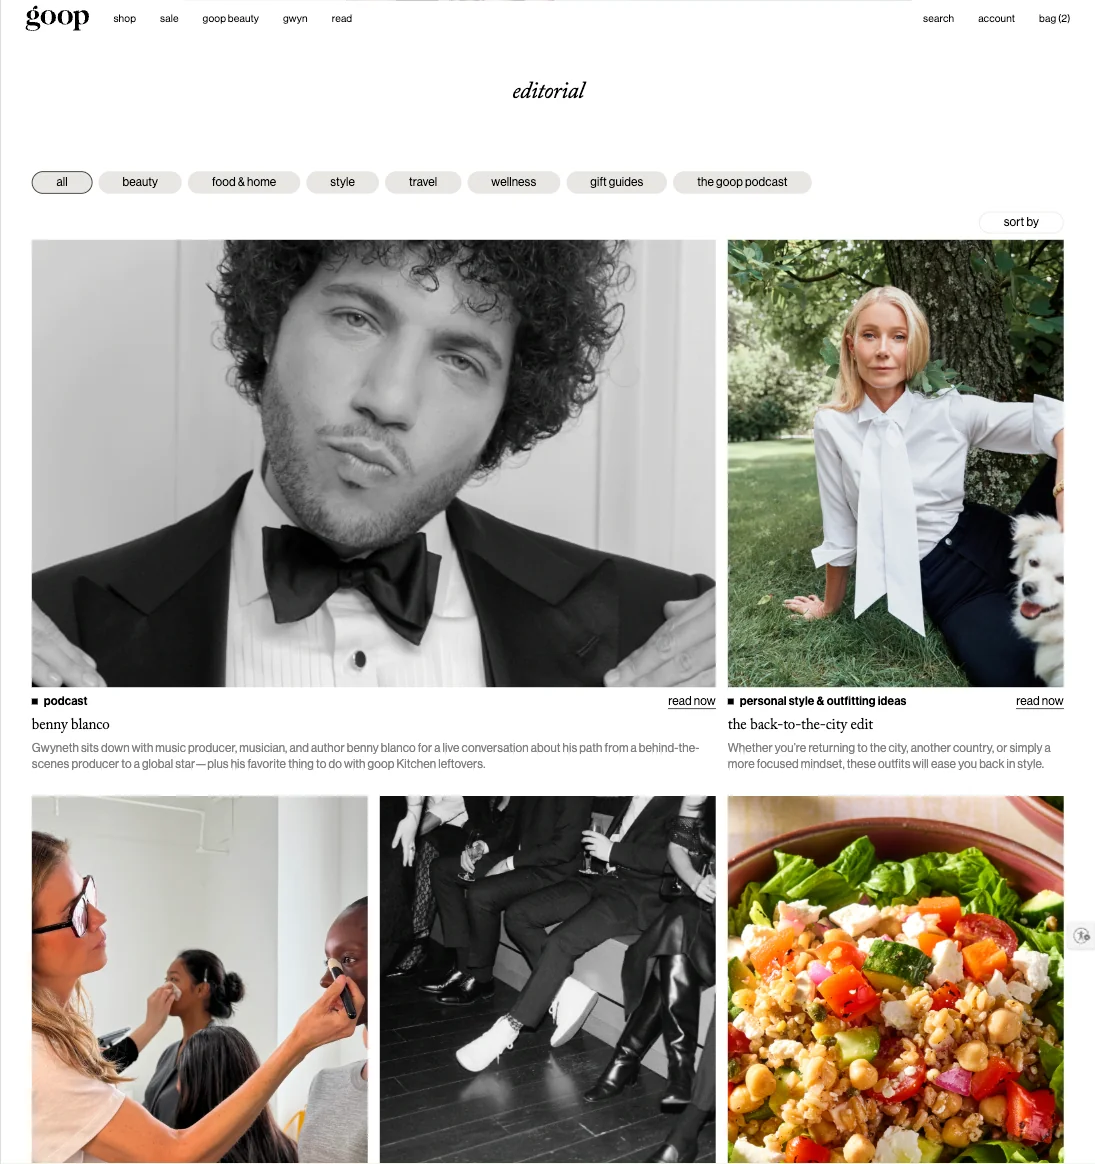 goop
shop sale goop beauty gwyn read search account bag (2)
editorial
all beauty food & home style travel wellness gift guides the goop podcast
sort by
podcast read now
benny blanco
Gwyneth sits down with music producer, musician, and author benny blanco for a live conversation about his path from a behind-the-
scenes producer to a global star—plus his favorite thing to do with goop Kitchen leftovers.
personal style & outfitting ideas read now
the back-to-the-city edit
Whether you're returning to the city, another country, or simply a
more focused mindset, these outfits will ease you back in style.